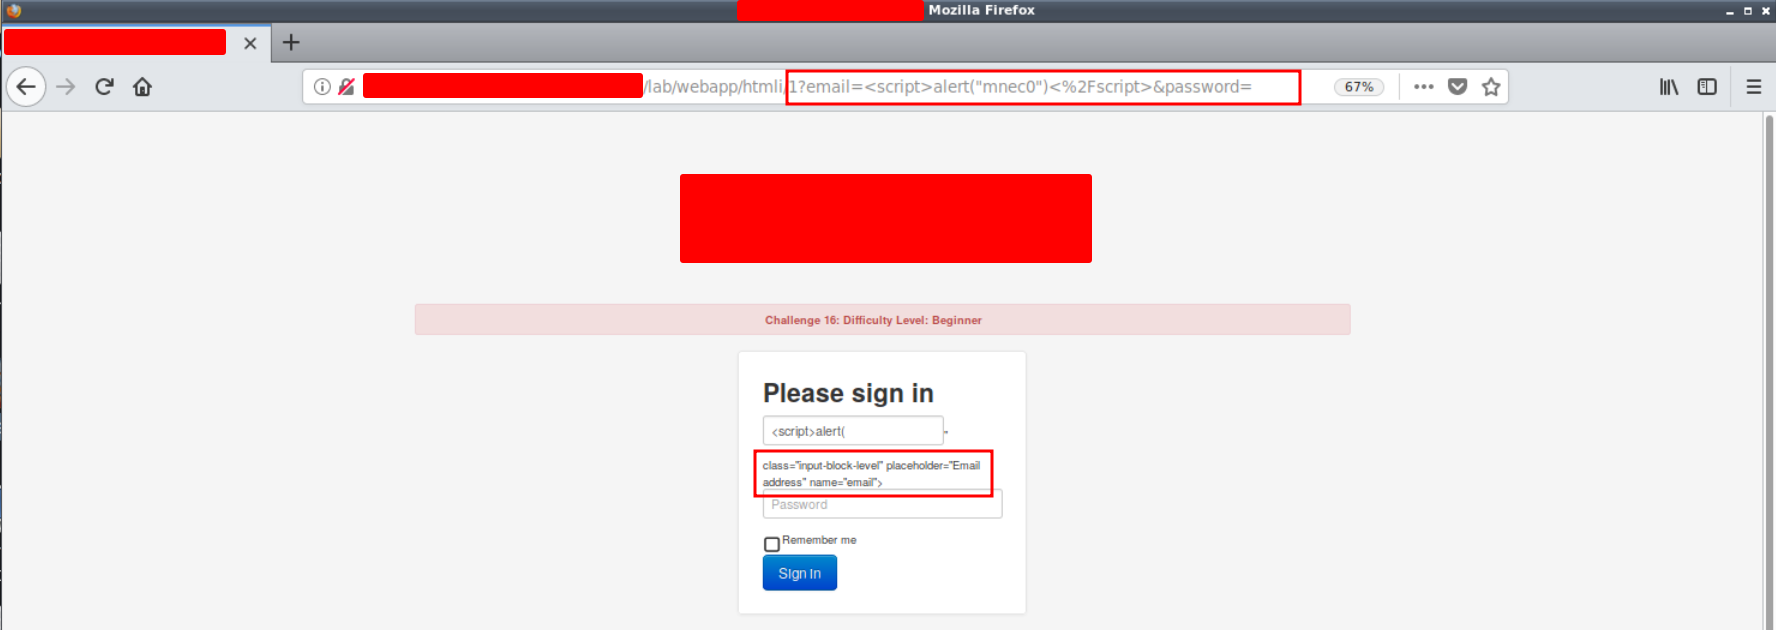 Mozilla Firefox
/lab/webapp/htmli/1?email=<script>alert("mnec0")<%2Fscript>&password=
67%
Challenge 16: Difficulty Level: Beginner
Please sign in
<script>alert(
"
class="input-block-level" placeholder="Email
address" name="email">
Password
Remember me
Sign in